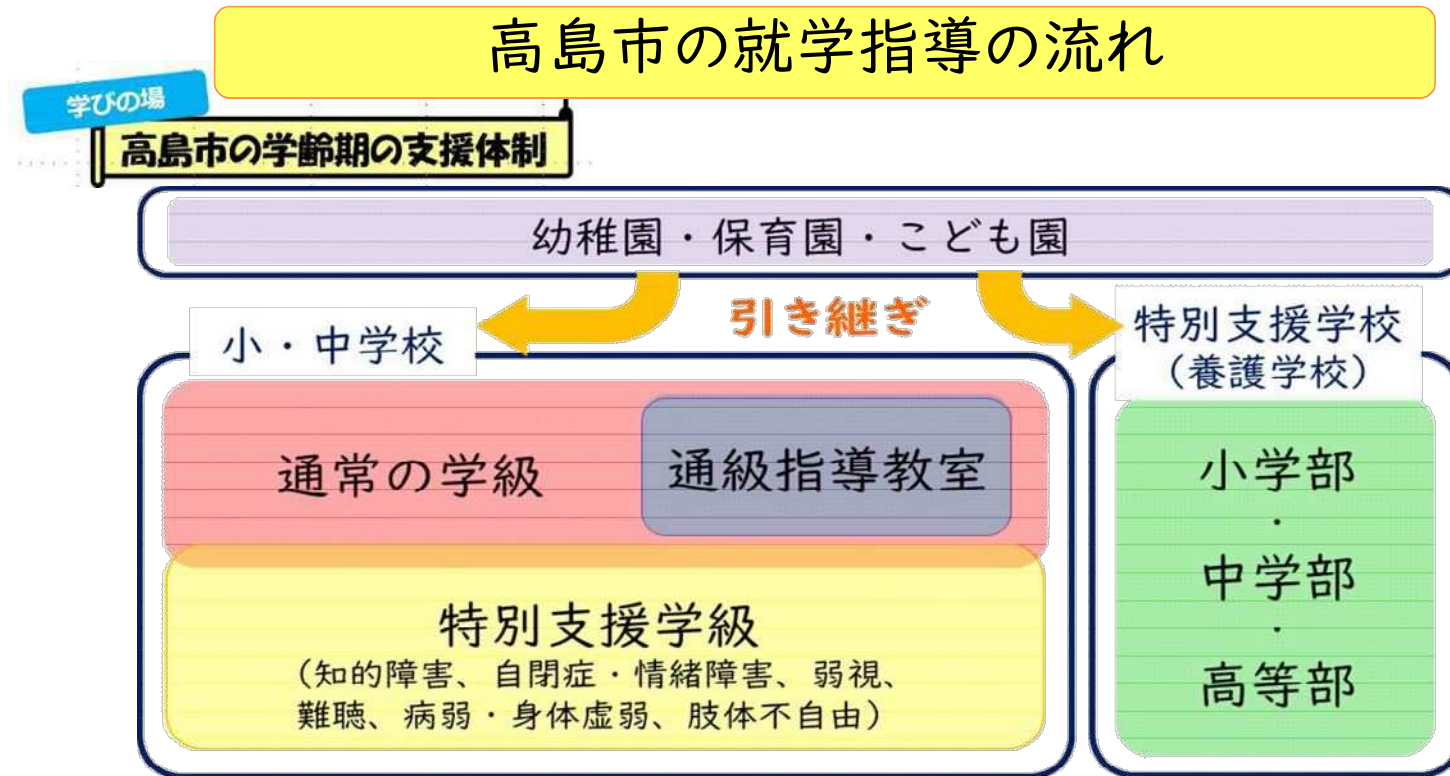 高島市の就学指導の流れ
学びの場
高島市の学齢期の支援体制
幼稚園・保育園・こども園
引き継ぎ
小・中学校
特別支援学校
（養護学校）
通常の学級
通級指導教室
特別支援学級
（知的障害、自閉症・情緒障害、弱視、
難聴、病弱・身体虚弱、肢体不自由）
小学部
・
中学部
・
高等部